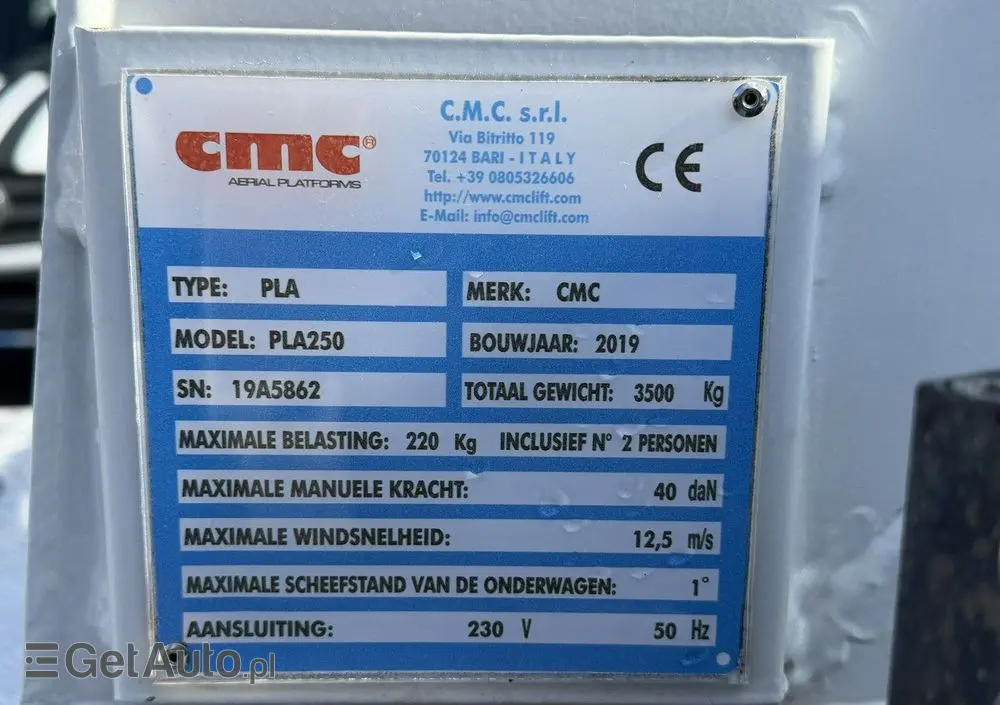 cmc®
AERIAL PLATFORMS
C.M.C. s.r.l.
Via Bitritto 119
70124 BARI - ITALY
Tel. +39 0805326606
http://www.cmclift.com
E-Mail: info@cmclift.com
CE
TYPE: PLA
MERK: CMC
MODEL: PLA250
BOUWJAAR: 2019
SN: 19A5862
TOTAAL GEWICHT: 3500 Kg
MAXIMALE BELASTING: 220 Kg INCLUSIEF N° 2 PERSONEN
MAXIMALE MANUELE KRACHT: 40 daN
MAXIMALE WINDSNELHEID: 12,5 m/s
MAXIMALE SCHEEFSTAND VAN DE ONDERWAGEN: 1°
AANSLUITING: 230 V 50 Hz
GetAuto.pl